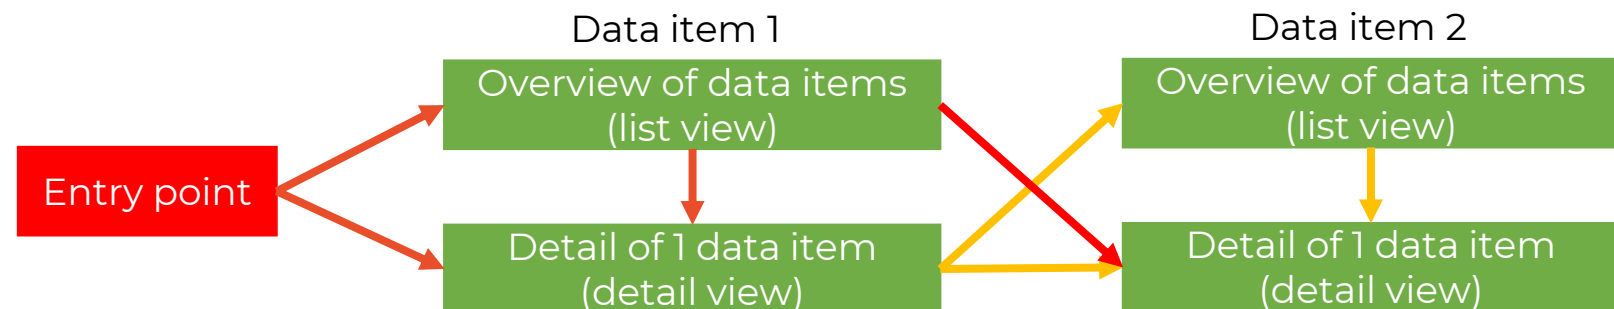 Data item 1
Data item 2
Overview of data items
(list view)
Overview of data items
(list view)
Entry point
Detail of 1 data item
(detail view)
Detail of 1 data item
(detail view)